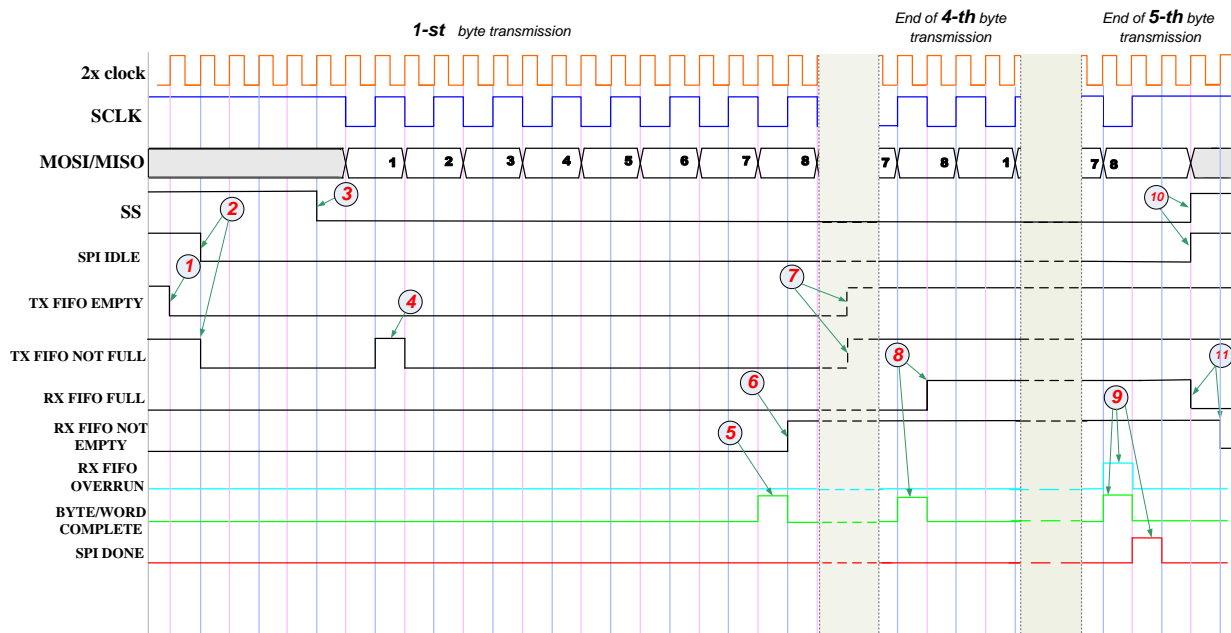 1-st byte transmission
End of 4-th byte
transmission
End of 5-th byte
transmission
2x clock
SCLK
MOSI/MISO
1 2 3 4 5 6 7 8 7 8 1 7 8
SS
3
10
2
SPI IDLE
1
TX FIFO EMPTY
4
7
TX FIFO NOT FULL
8
11
RX FIFO FULL
6
9
RX FIFO NOT
EMPTY
5
RX FIFO
OVERRUN
BYTE/WORD
COMPLETE
SPI DONE